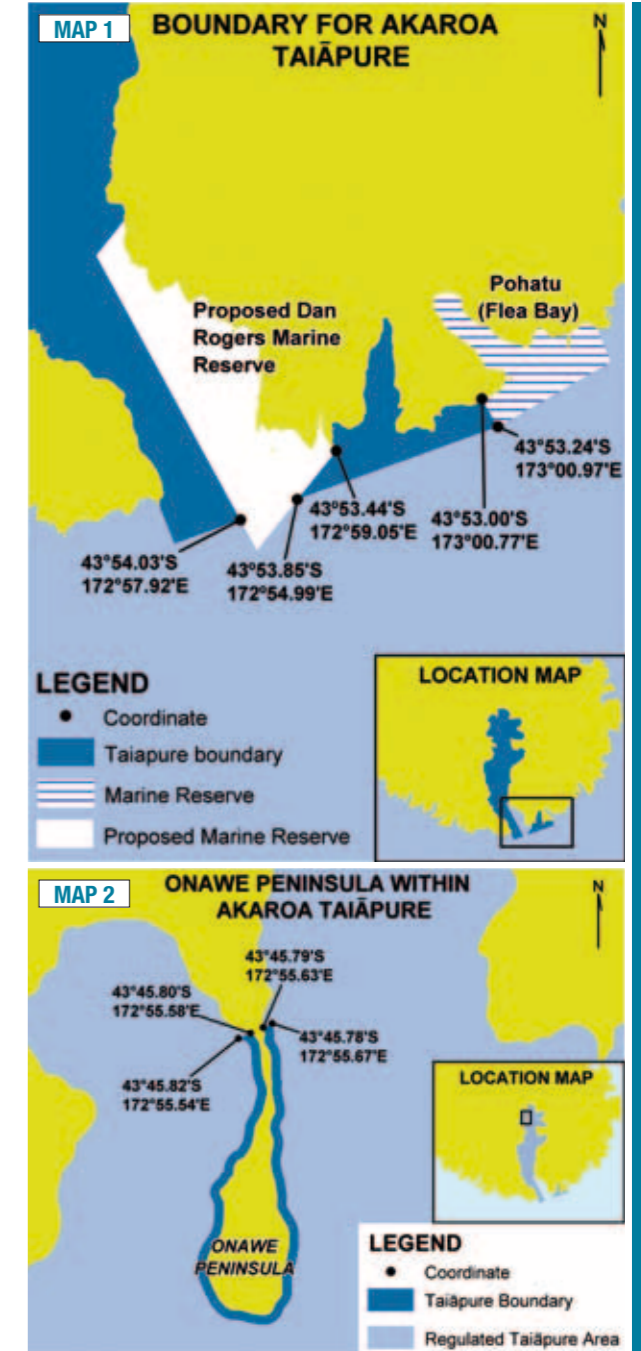 MAP 1
BOUNDARY FOR AKAROA
TAIĀPURE
N
Pohatu
(Flea Bay)
Proposed Dan
Rogers Marine
Reserve
43°53.24'S
173°00.97'E
43°53.44'S
172°59.05'E
43°53.00'S
173°00.77'E
43°54.03'S
172°57.92'E
43°53.85'S
172°54.99'E
LEGEND
Coordinate
Taiapure boundary
Marine Reserve
Proposed Marine Reserve
LOCATION MAP
MAP 2
ONAWE PENINSULA WITHIN
AKAROA TAIĀPURE
N
43°45.79'S
172°55.63'E
43°45.80'S
172°55.58'E
43°45.78'S
172°55.67'E
43°45.82'S
172°55.54'E
LOCATION MAP
ONAWE
PENINSULA
LEGEND
Coordinate
Taiāpure Boundary
Regulated Taiāpure Area